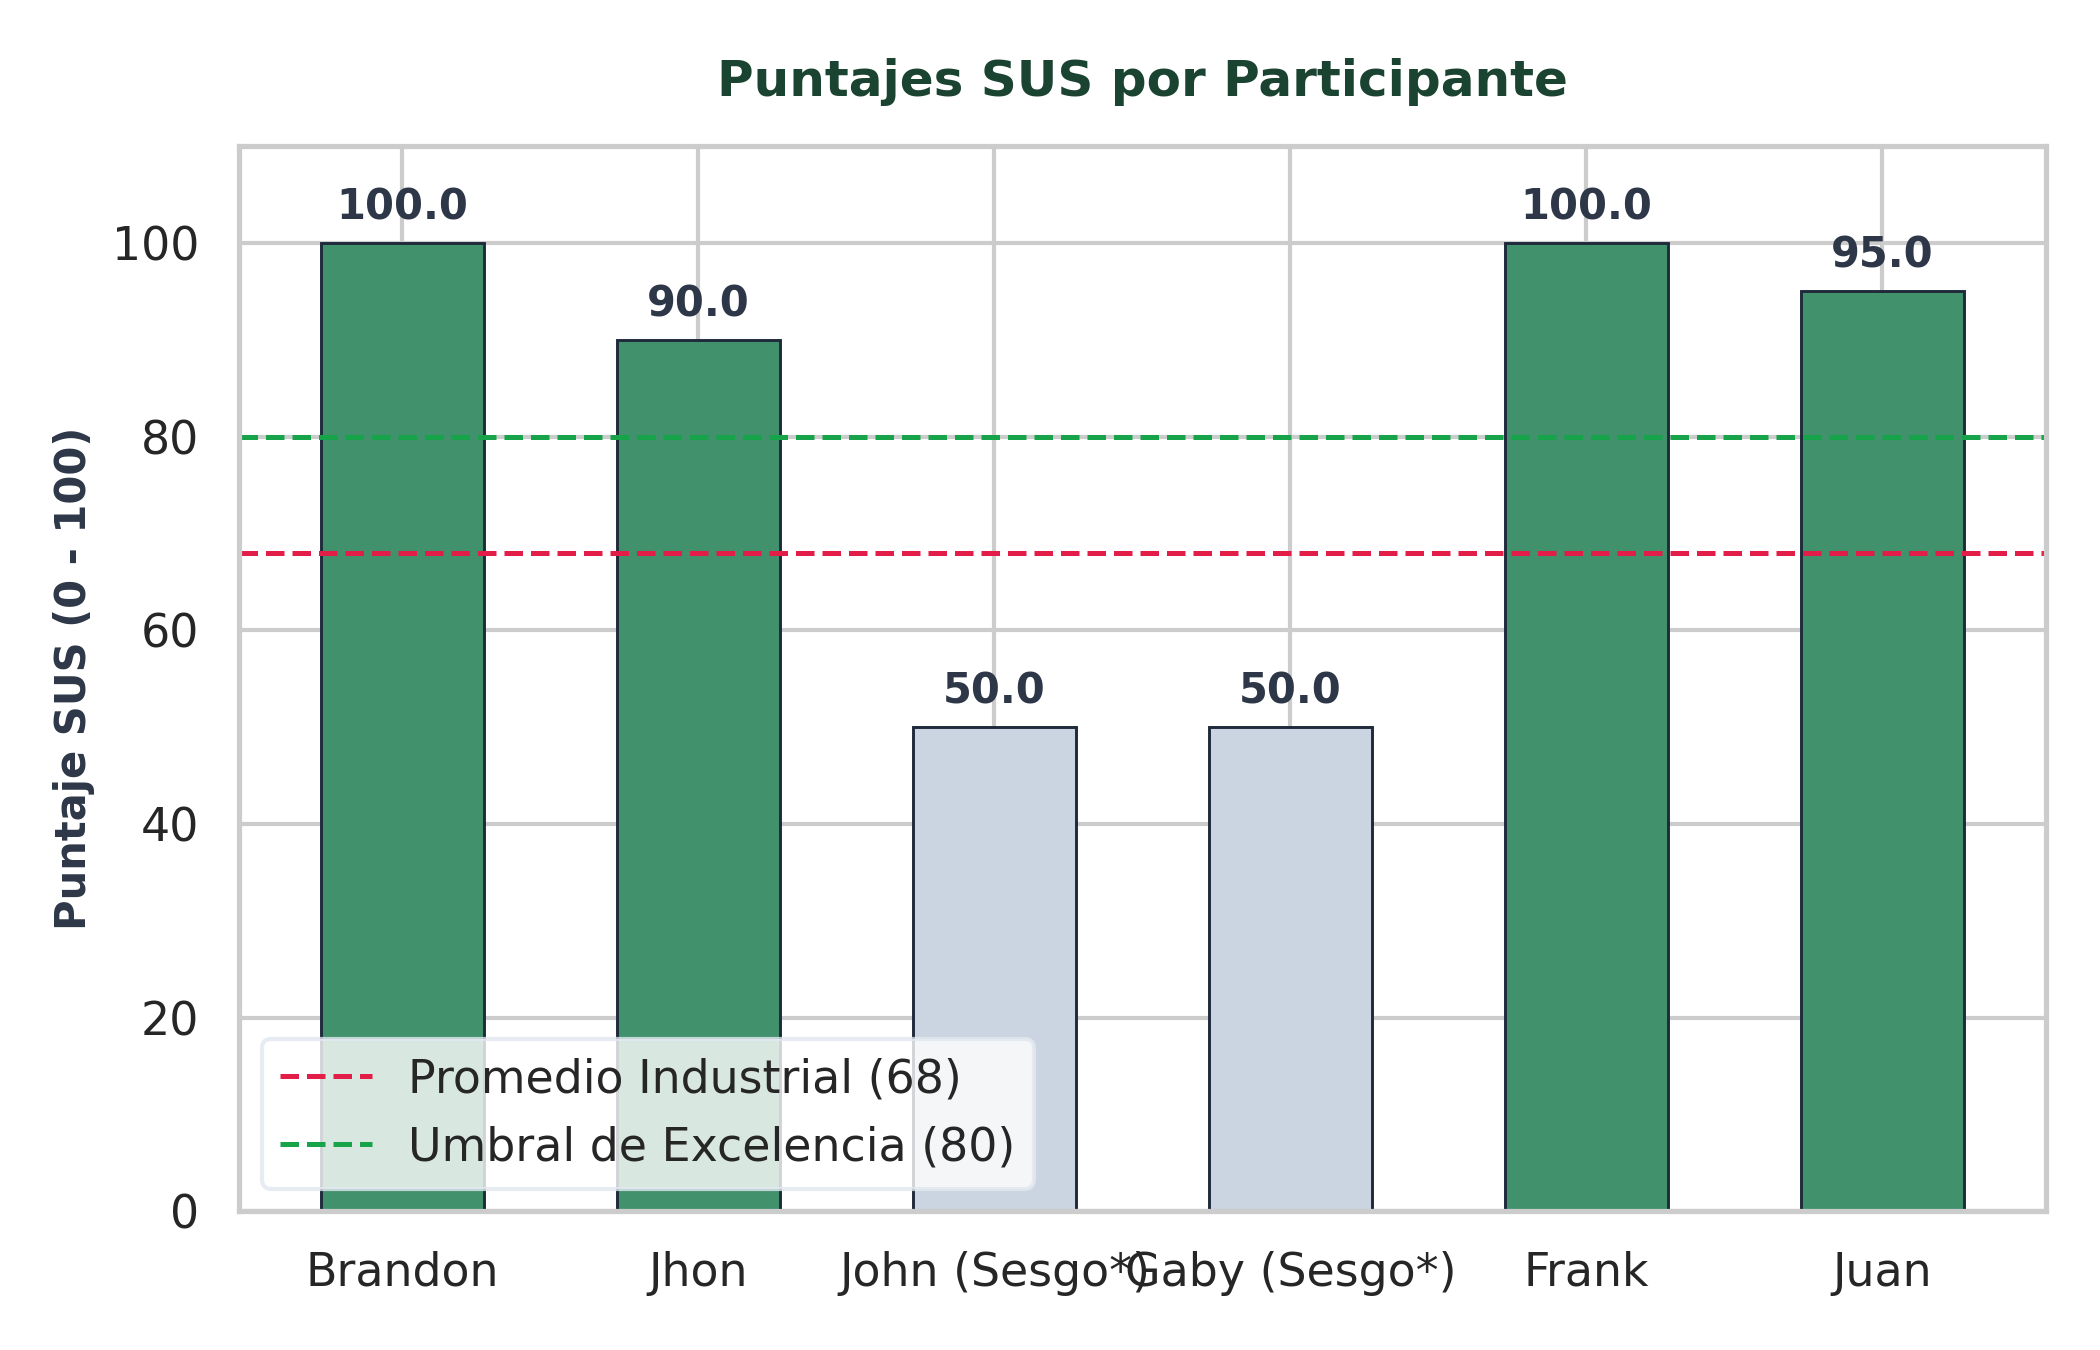 Puntajes SUS por Participante
Puntaje SUS (0 - 100)
100
80
60
40
20
0
100.0
90.0
50.0
50.0
100.0
95.0
Promedio Industrial (68)
Umbral de Excelencia (80)
Brandon
Jhon
John (Sesgo*)
Gaby (Sesgo*)
Frank
Juan